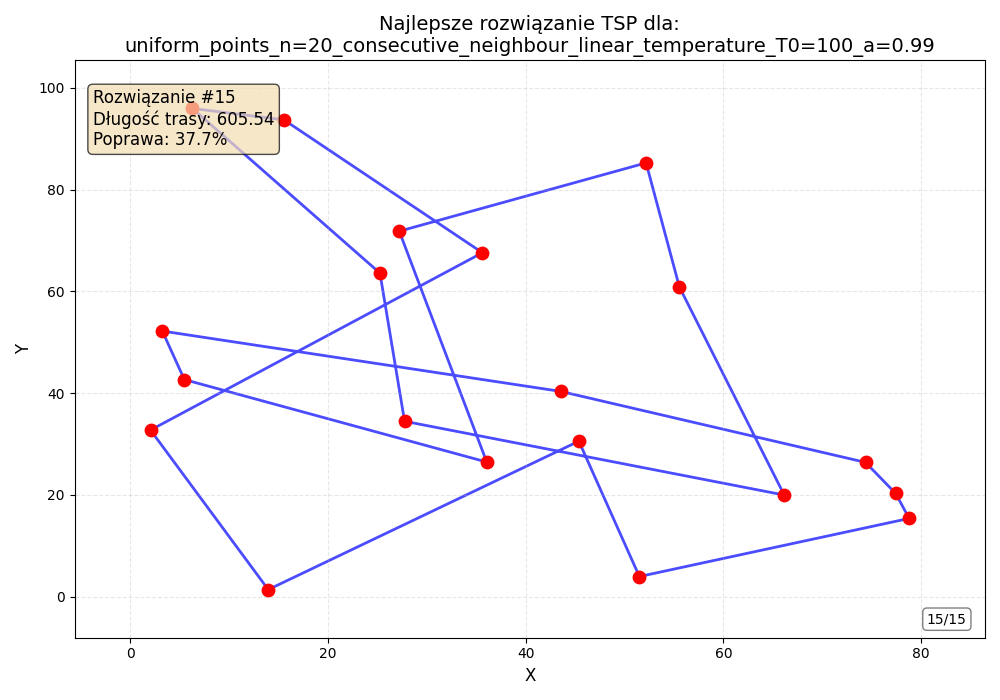 Najlepsze rozwiązanie TSP dla:
uniform_points_n=20_consecutive_neighbour_linear_temperature_T0=100_a=0.99
Rozwiązanie #15
Długość trasy: 605.54
Poprawa: 37.7%
100
80
60
40
20
0
Y
15/15
0 20 40 60 80
X